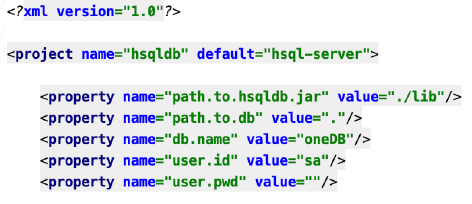 <?xml version="1.0"?>
<project name="hsqldb" default="hsql-server">
<property name="path.to.hsqldb.jar" value="./lib"/>
<property name="path.to.db" value="."/>
<property name="db.name" value="oneDB"/>
<property name="user.id" value="sa"/>
<property name="user.pwd" value=""/>